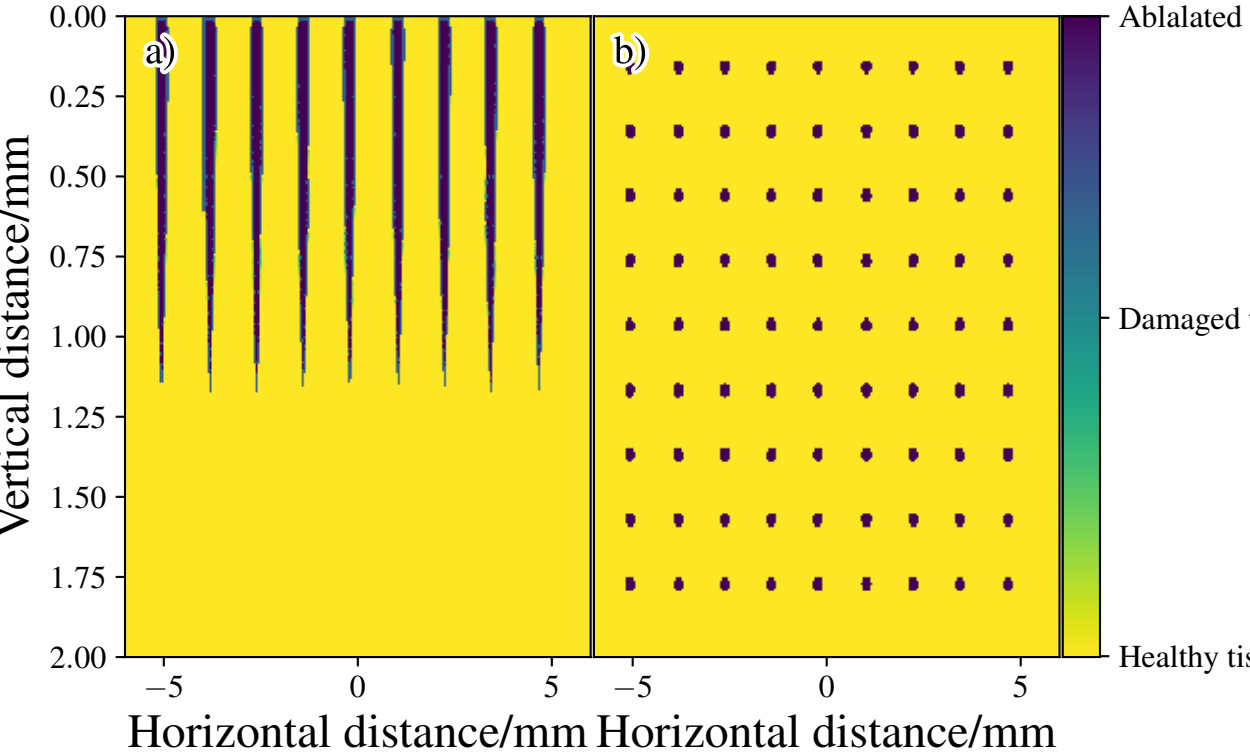 Vertical distance/mm
0.00
0.25
0.50
0.75
1.00
1.25
1.50
1.75
2.00
a)
−5
0
5
Horizontal distance/mm
b)
−5
0
5
Horizontal distance/mm
Ablalated
Damaged
Healthy